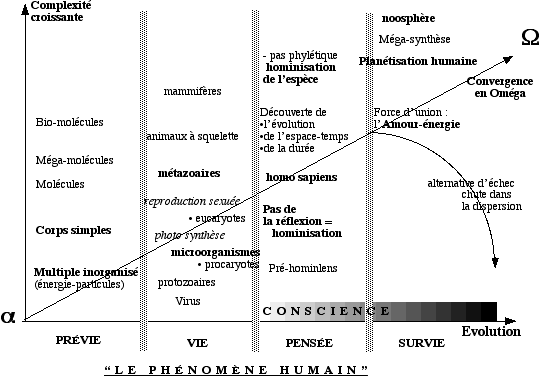 Complexité
croissante
noosphère
Méga-synthèse
Ω
- pas phylétique
hominisation
de l'espèce
Planétisation humaine
Convergence
en Oméga
mammifères
Bio-molécules
animaux à squelette
Découverte de
•l'évolution
•de l'espace-temps
•de la durée
Force d'union :
l'Amour-énergie
Méga-molécules
Molécules
métazoaires
homo sapiens
alternative d'échec
chute dans
la dispersion
reproduction sexuée
• eucaryotes
Pas de
la réflexion =
hominisation
Corps simples
photo synthèse
microorganismes
• procaryotes
Multiple inorganisé
(énergie-particules)
protozoaires
Pré-hominiens
Virus
α
CONSCIENCE
Evolution
PRÉVIE
VIE
PENSÉE
SURVIE
“LE PHÉNOMÈNE HUMAIN”